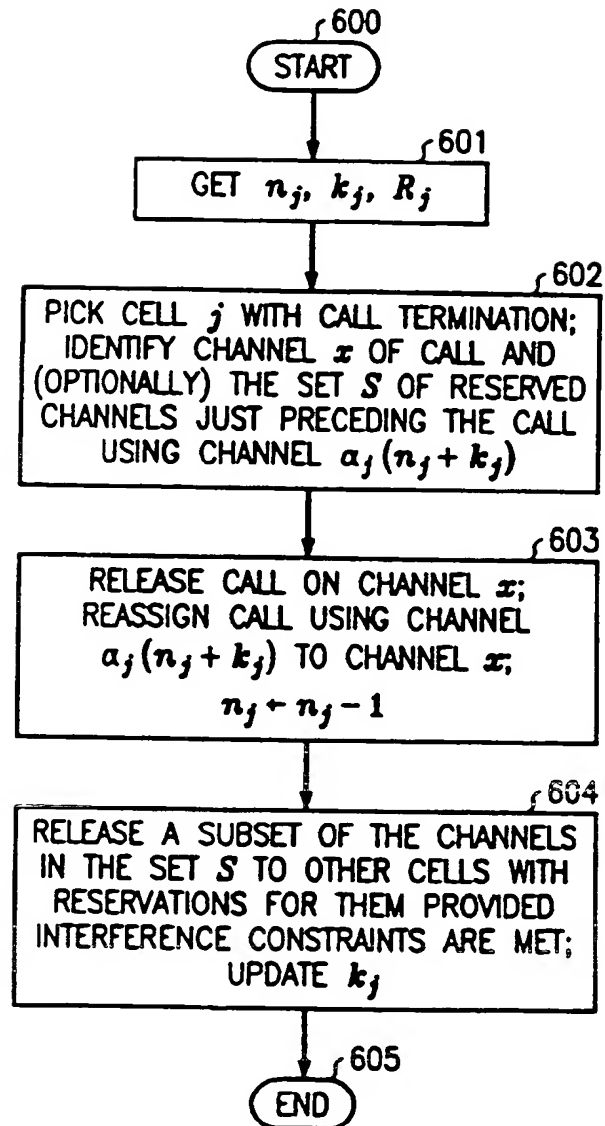 600
START
601
GET n_j, k_j, R_j
602
PICK CELL j WITH CALL TERMINATION;
IDENTIFY CHANNEL x OF CALL AND
(OPTIONALLY) THE SET S OF RESERVED
CHANNELS JUST PRECEDING THE CALL
USING CHANNEL α_j(n_j + k_j)
603
RELEASE CALL ON CHANNEL x;
REASSIGN CALL USING CHANNEL
α_j(n_j + k_j) TO CHANNEL x;
n_j ← n_j − 1
604
RELEASE A SUBSET OF THE CHANNELS
IN THE SET S TO OTHER CELLS WITH
RESERVATIONS FOR THEM PROVIDED
INTERFERENCE CONSTRAINTS ARE MET;
UPDATE k_j
605
END